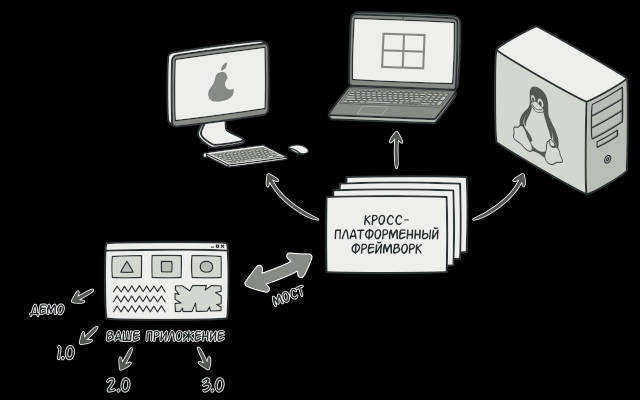 КРОСС-
ПЛАТФОРМЕННЫЙ
ФРЕЙМВОРК
МОСТ
ДЕМО
ВАШЕ ПРИЛОЖЕНИЕ
1.0
2.0
3.0